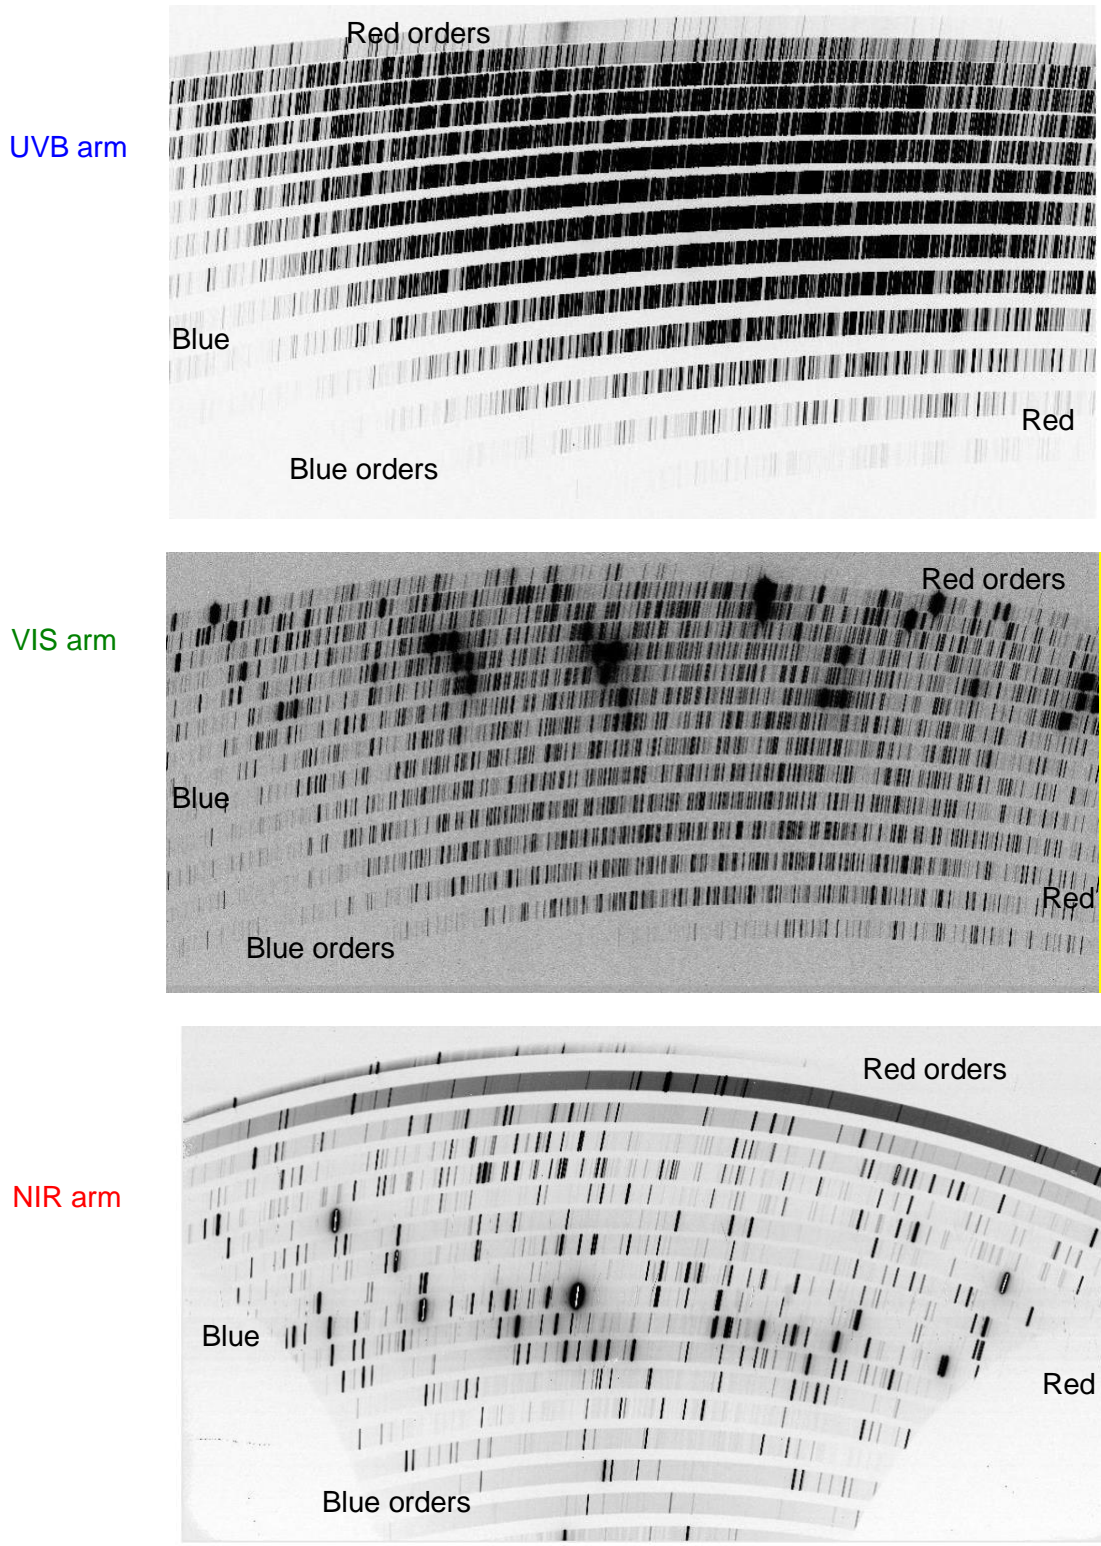 Red orders
UVB arm
Blue
Red
Blue orders
Red orders
VIS arm
Blue
Red
Blue orders
Red orders
NIR arm
Blue
Red
Blue orders